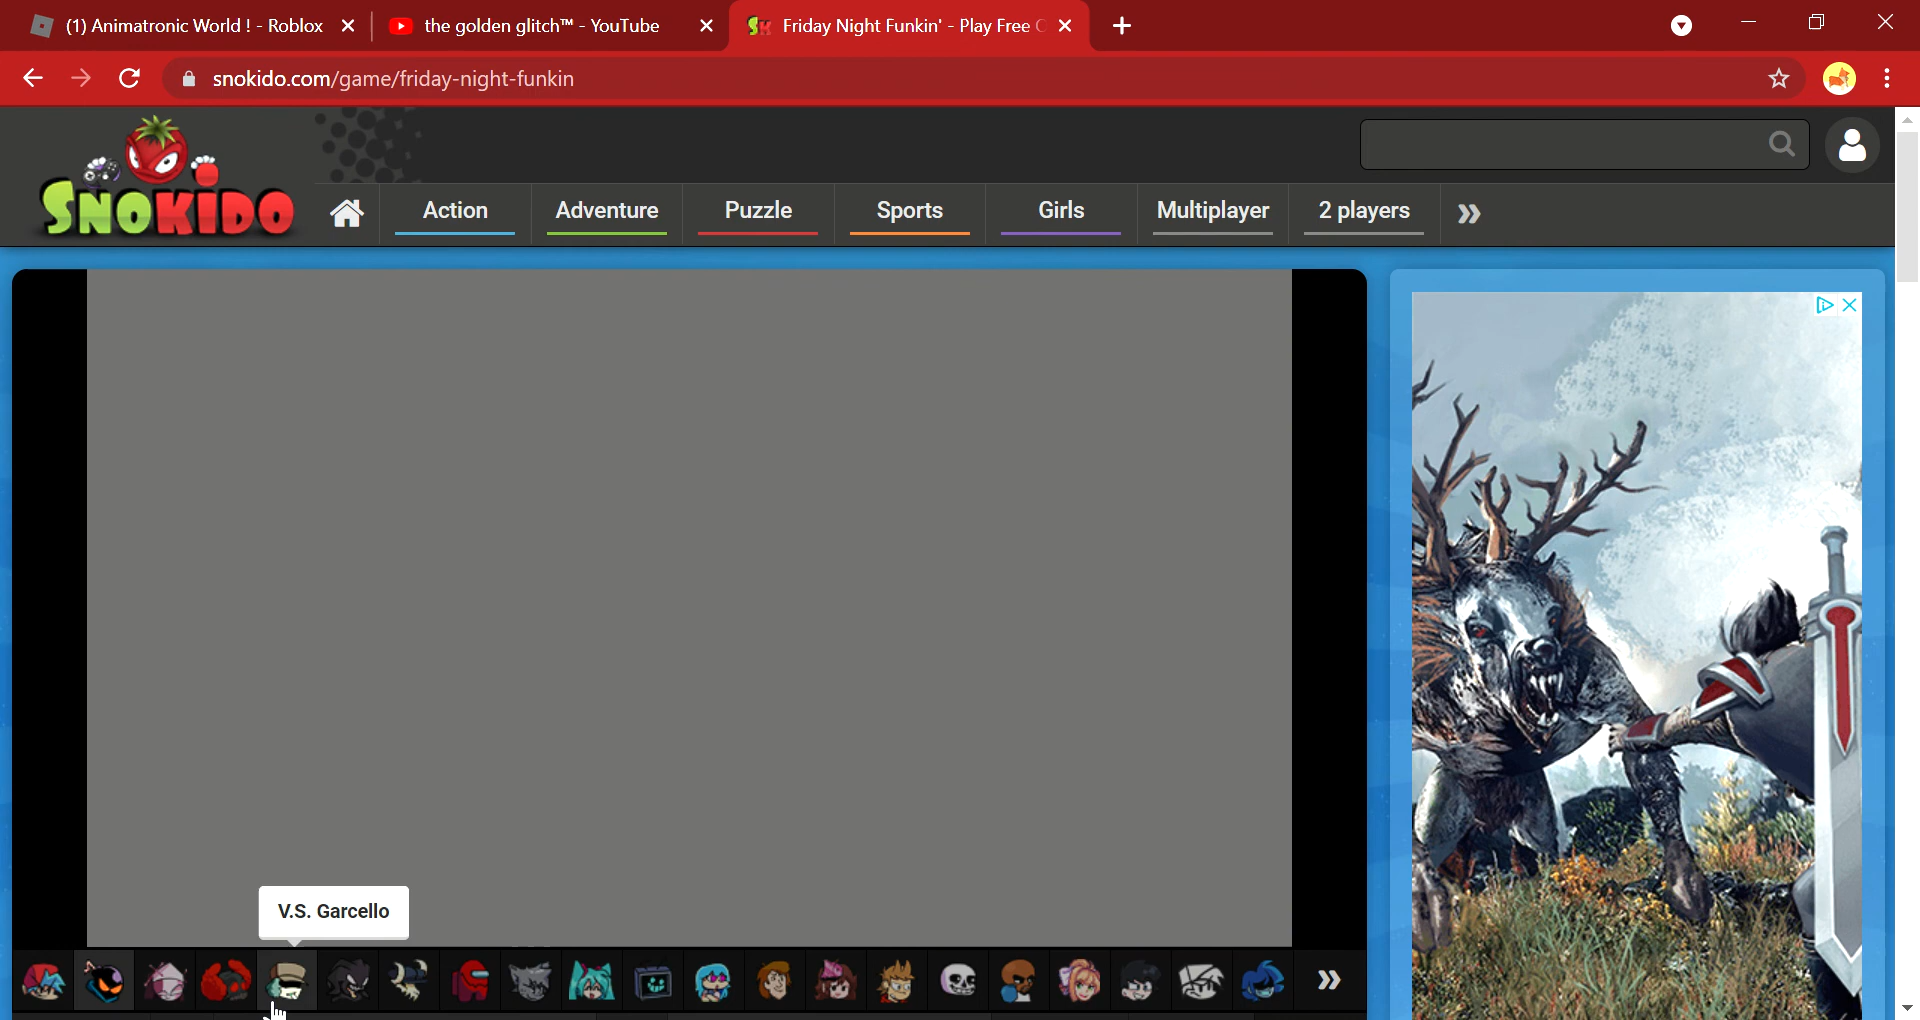 (1) Animatronic World ! - Roblox
the golden glitch™ - YouTube
Friday Night Funkin' - Play Free
snokido.com/game/friday-night-funkin
SNOKIDO
Action
Adventure
Puzzle
Sports
Girls
Multiplayer
2 players
V.S. Garcello